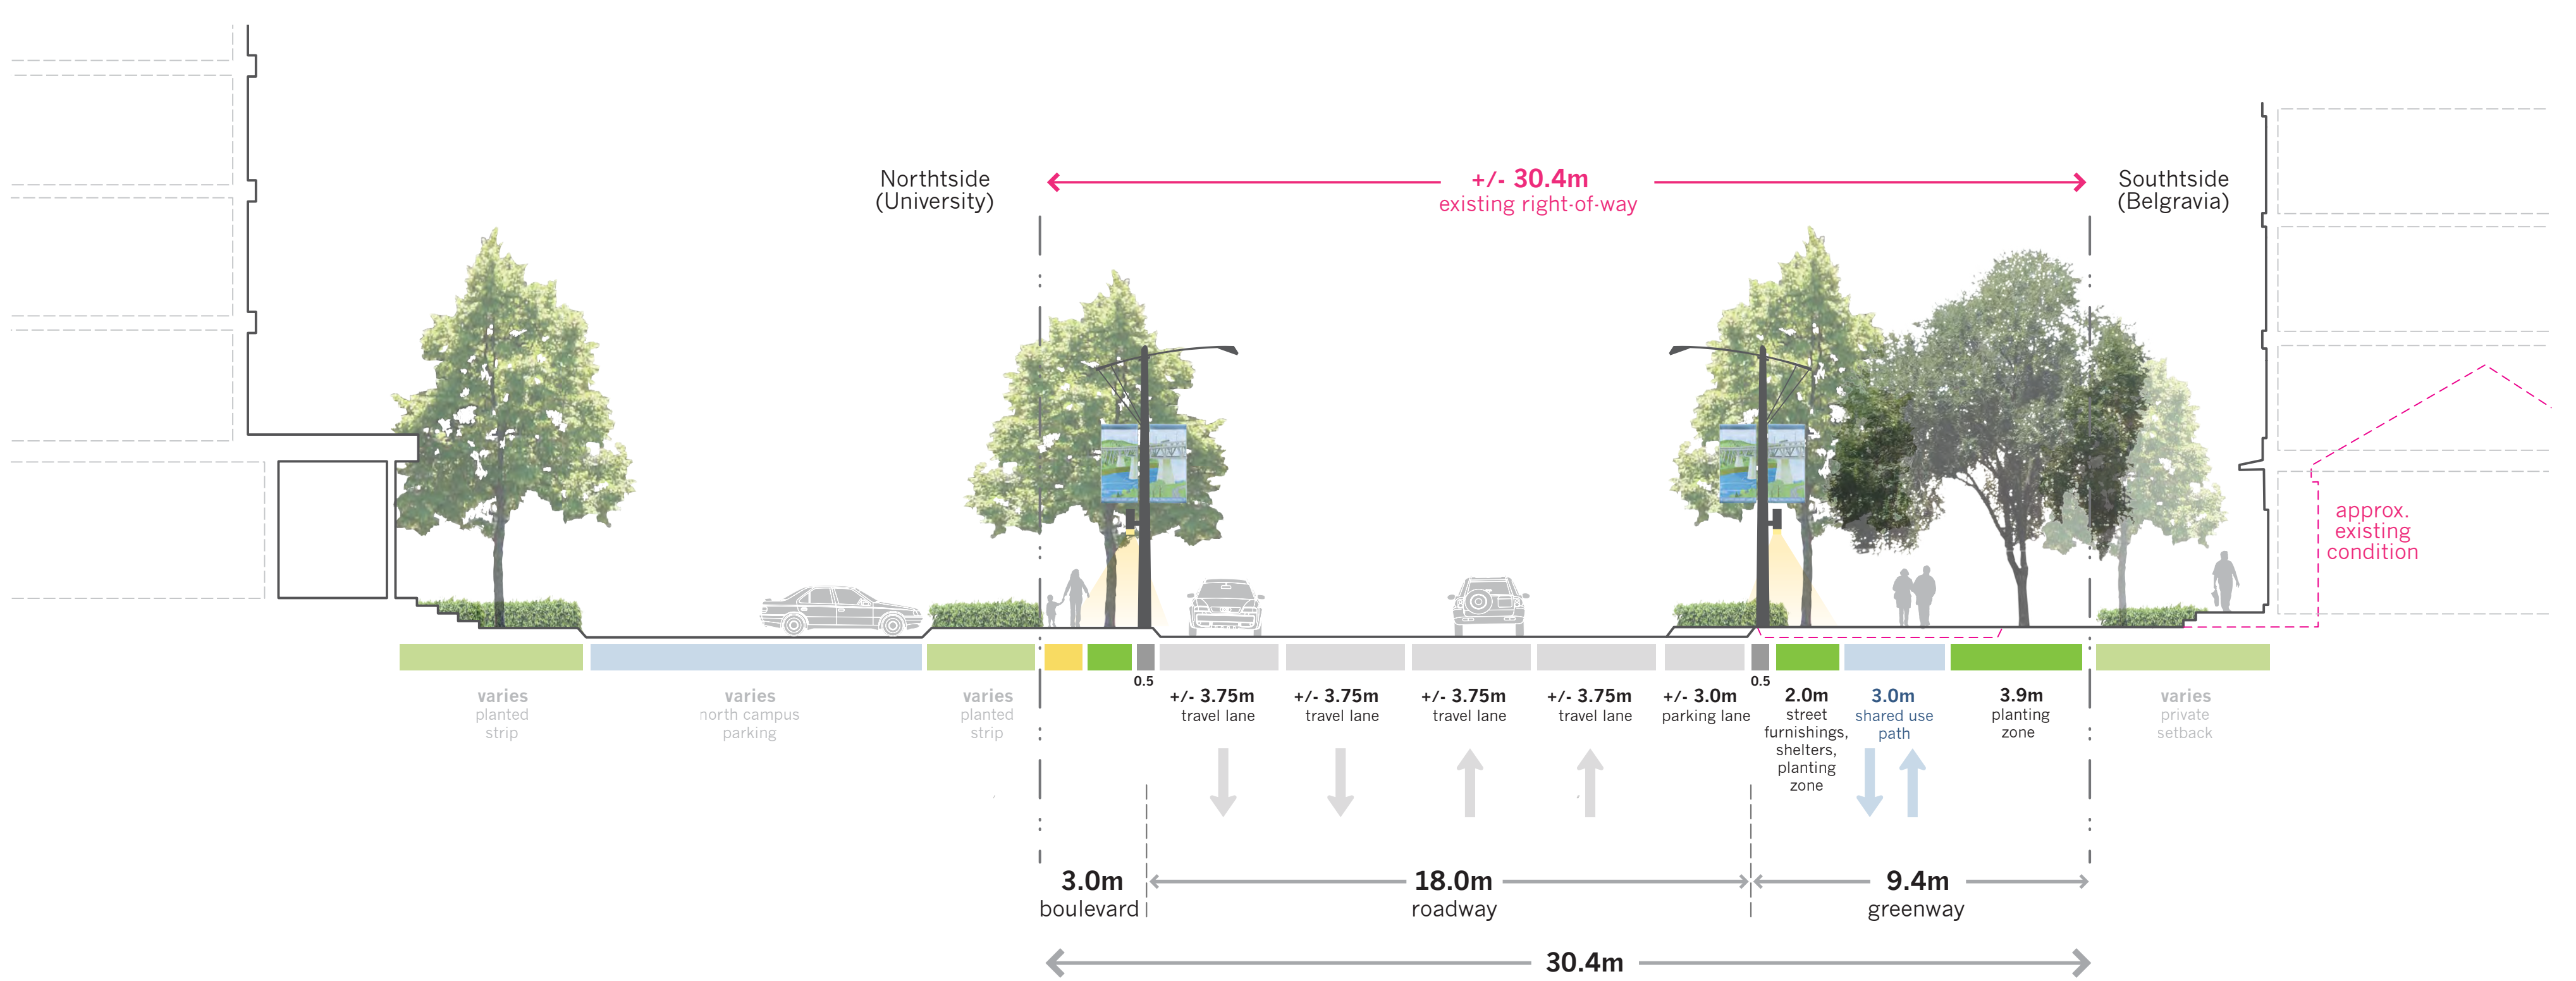 Northtside
(University)
+/- 30.4m
existing right-of-way
Southtside
(Belgravia)
approx.
existing
condition
varies
planted
strip
varies
north campus
parking
varies
planted
strip
0.5
+/- 3.75m
travel lane
+/- 3.75m
travel lane
+/- 3.75m
travel lane
+/- 3.75m
travel lane
+/- 3.0m
parking lane
0.5
2.0m
street
furnishings,
shelters,
planting
zone
3.0m
shared use
path
3.9m
planting
zone
varies
private
setback
3.0m
boulevard
18.0m
roadway
9.4m
greenway
30.4m